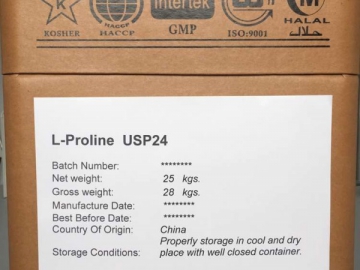 K
HACCP
intertek
M
KOSHER
HACCP
GMP
ISO:9001
HALAL
حلال
L-Proline USP24
Batch Number: ********
Net weight: 25 kgs.
Gross weight: 28 kgs.
Manufacture Date: ********
Best Before Date: ********
Country Of Origin: China
Storage Conditions: Properly storage in cool and dry
place with well closed container.